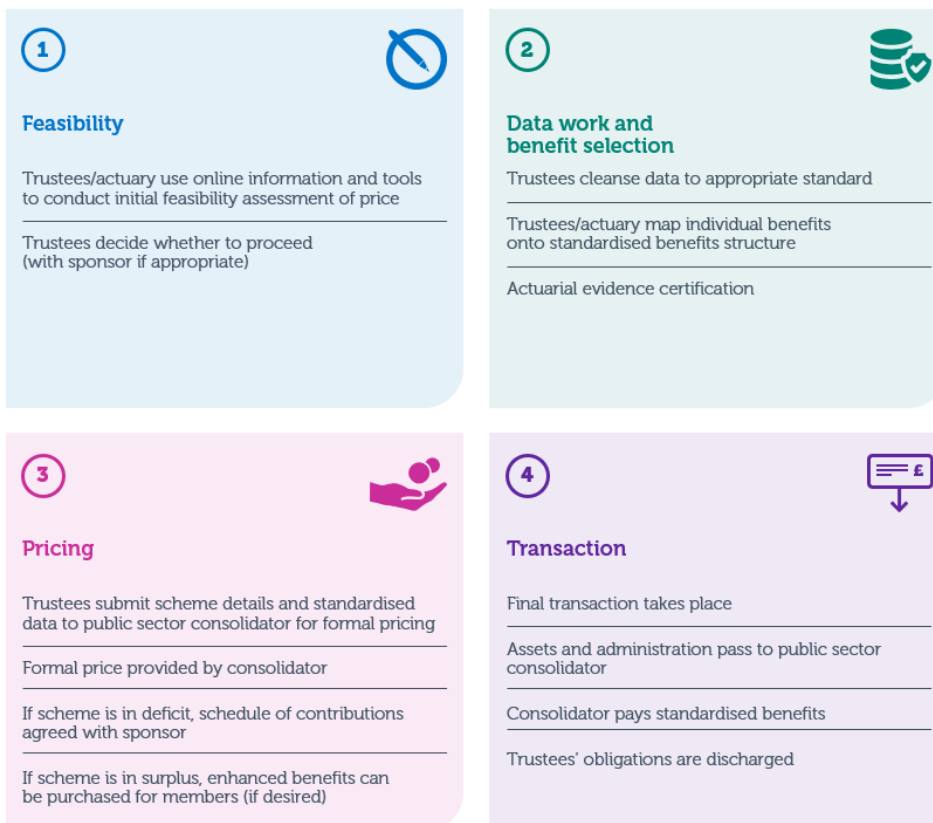 1
Feasibility
Trustees/actuary use online information and tools
to conduct initial feasibility assessment of price
Trustees decide whether to proceed
(with sponsor if appropriate)
2
Data work and
benefit selection
Trustees cleanse data to appropriate standard
Trustees/actuary map individual benefits
onto standardised benefits structure
Actuarial evidence certification
3
Pricing
Trustees submit scheme details and standardised
data to public sector consolidator for formal pricing
Formal price provided by consolidator
If scheme is in deficit, schedule of contributions
agreed with sponsor
If scheme is in surplus, enhanced benefits can
be purchased for members (if desired)
4
£
Transaction
Final transaction takes place
Assets and administration pass to public sector
consolidator
Consolidator pays standardised benefits
Trustees’ obligations are discharged